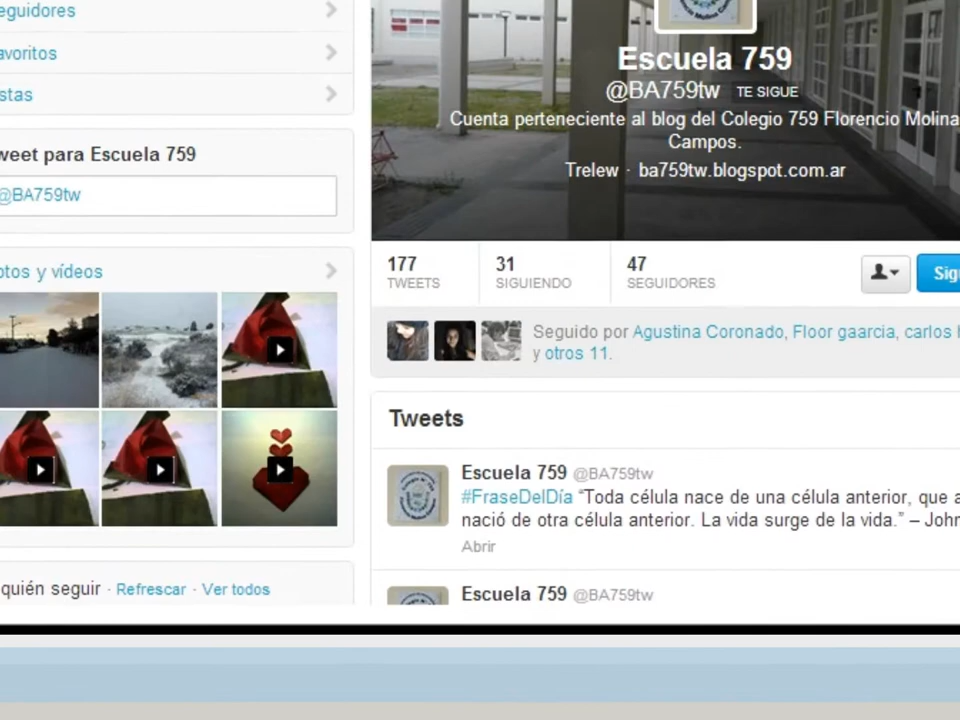 eguidores
avoritos
stas
weet para Escuela 759
@BA759tw
otos y vídeos
quién seguir · Refrescar · Ver todos
Escuela 759
@BA759tw TE SIGUE
Cuenta perteneciente al blog del Colegio 759 Florencio Molina
Campos.
Trelew · ba759tw.blogspot.com.ar
177
TWEETS
31
SIGUIENDO
47
SEGUIDORES
Sig
Seguido por Agustina Coronado, Floor gaarcia, carlos
y otros 11.
Tweets
Escuela 759 @BA759tw
#FraseDelDía “Toda célula nace de una célula anterior, que a
nació de otra célula anterior. La vida surge de la vida.” – John
Abrir
Escuela 759 @BA759tw